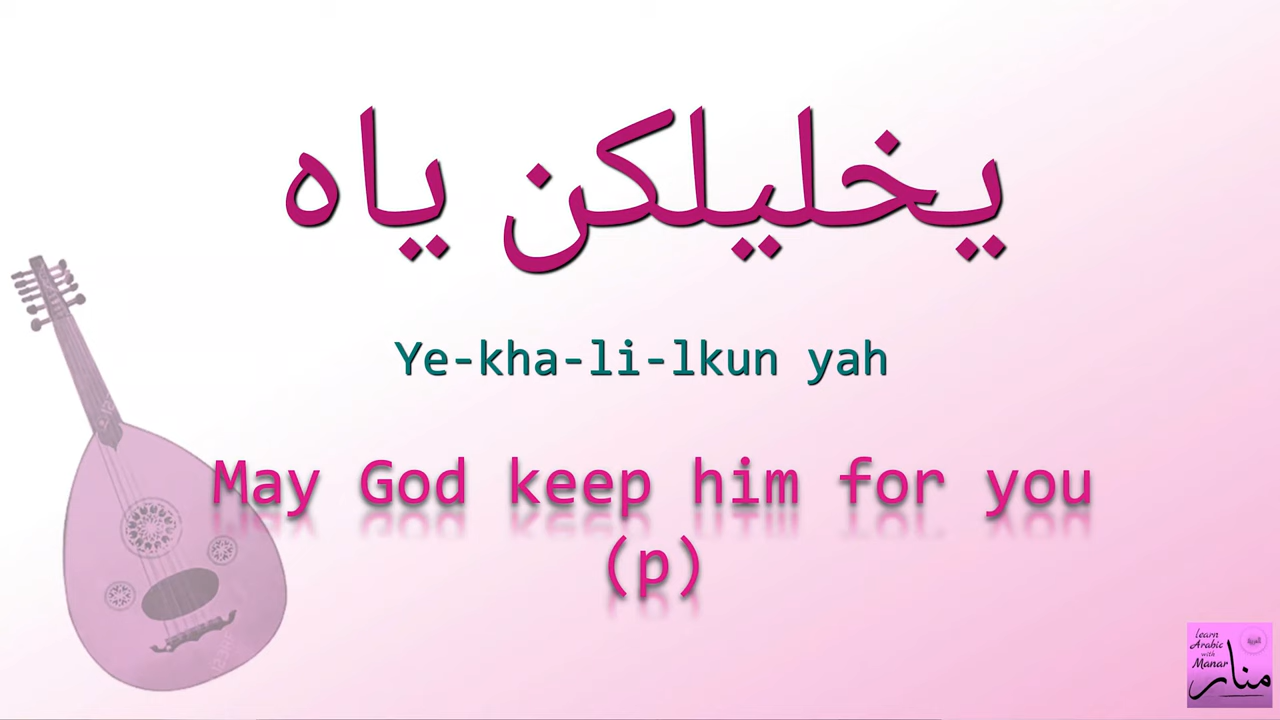 يخليلكن ياه
Ye-kha-li-lkun yah
May God keep him for you
(p)
learn
Arabic
with
Manar
منار